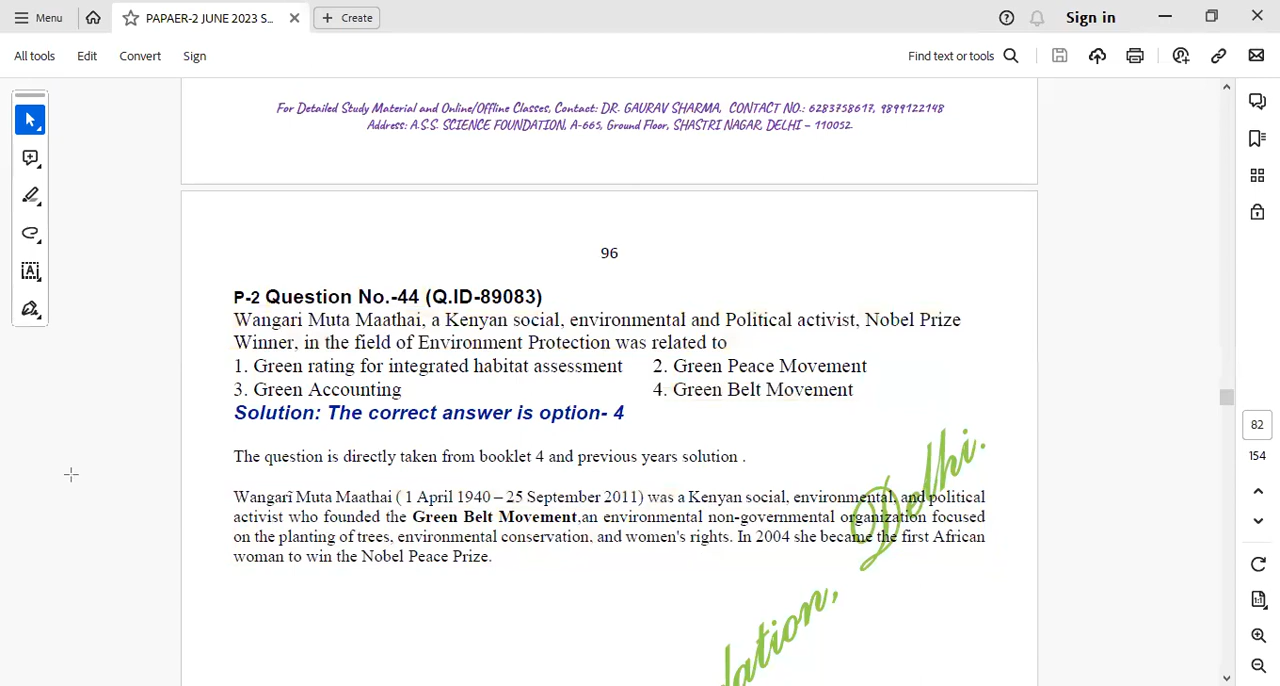 Menu
PAPAER-2 JUNE 2023 S...
Create
Sign in
All tools
Edit
Convert
Sign
Find text or tools
For Detailed Study Material and Online/Offline Classes, Contact: DR. GAURAV SHARMA, CONTACT NO.: 6283758617, 9899122148
Address: A.S.S. SCIENCE FOUNDATION, A-665, Ground Floor, SHASTRI NAGAR, DELHI – 110052.
96
P-2 Question No.-44 (Q.ID-89083)
Wangari Muta Maathai, a Kenyan social, environmental and Political activist, Nobel Prize
Winner, in the field of Environment Protection was related to
1. Green rating for integrated habitat assessment 2. Green Peace Movement
3. Green Accounting 4. Green Belt Movement
Solution: The correct answer is option- 4
The question is directly taken from booklet 4 and previous years solution .
Wangarĩ Muta Maathai ( 1 April 1940 – 25 September 2011) was a Kenyan social, environmental, and political
activist who founded the Green Belt Movement,an environmental non-governmental organization focused
on the planting of trees, environmental conservation, and women's rights. In 2004 she became the first African
woman to win the Nobel Peace Prize.
dation, Delhi.
82
154